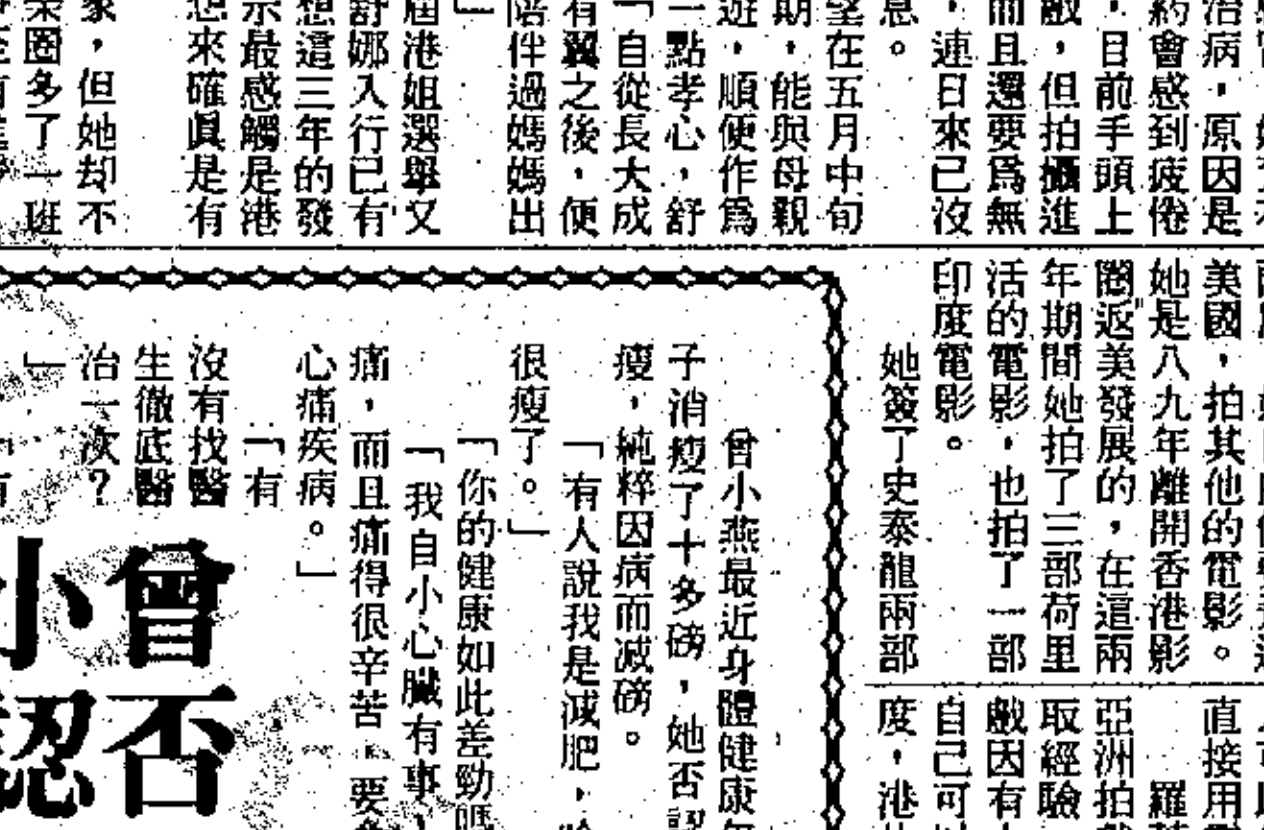 治病，原因是
約會感到疲倦
，日前手頭上
戲，但拍攝進
而且還要爲無
，連日來已沒
息。
望在五月中旬
期，能與母親
遊，順便作爲
一點孝心，舒
「自從長大成
有翼之後，便
陪伴過媽媽出
」
屆港姐選舉又
舒娜入行已有
想這三年的發
示最感觸是港
想來確眞是有
家，但她却不
圈多了一班
美國，拍其他的電影。
她是八九年離開香港影
圈返美發展的，在這兩
年期間她拍了三部荷里
活的電影，也拍了一部
印度電影。
她簽了史泰龍兩部
直接用
羅
亞洲拍
取經驗
戲因有
自己可
度，港
曾否
小認
曾小燕最近身體健康
子消瘦了十多磅，她否認
瘦，純粹因病而减磅。
「有人說我是减肥，
很瘦了。」
「你的健康如此差勁嗎
「我自小心臟有事
痛，而且痛得很辛苦，要
心痛疾病。」
「有
沒有找醫
生徹底醫
治一次？
」